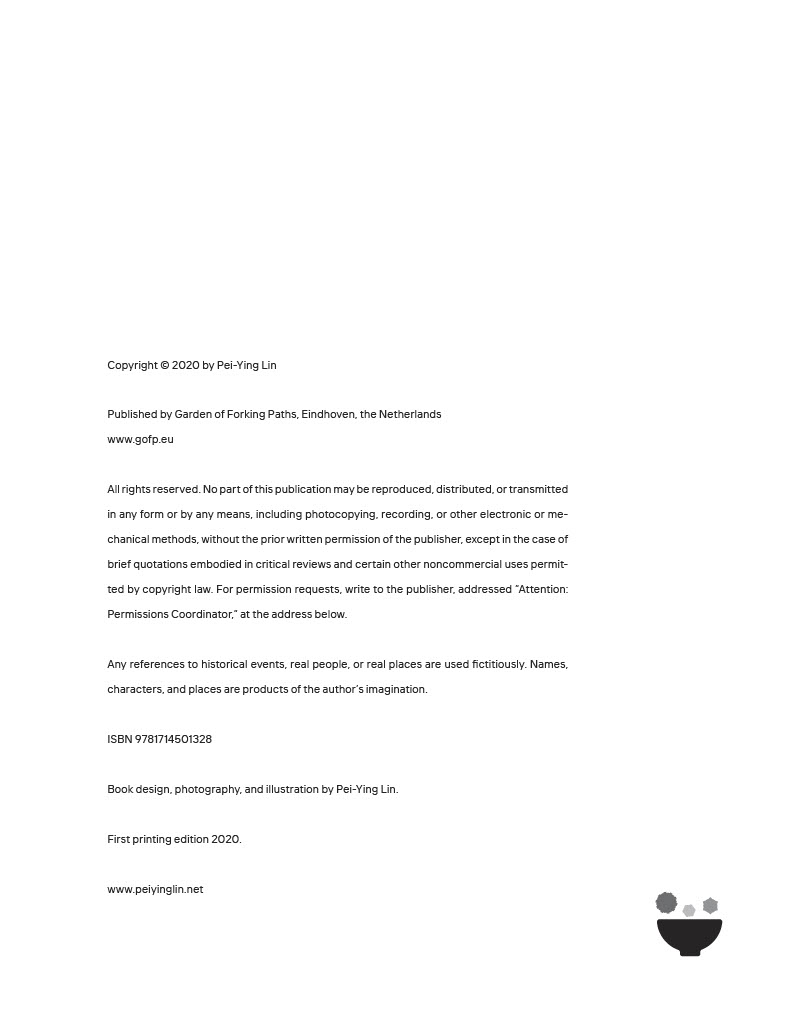 Copyright © 2020 by Pei-Ying Lin
Published by Garden of Forking Paths, Eindhoven, the Netherlands
www.gofp.eu
All rights reserved. No part of this publication may be reproduced, distributed, or transmitted
in any form or by any means, including photocopying, recording, or other electronic or me-
chanical methods, without the prior written permission of the publisher, except in the case of
brief quotations embodied in critical reviews and certain other noncommercial uses permit-
ted by copyright law. For permission requests, write to the publisher, addressed “Attention:
Permissions Coordinator,” at the address below.
Any references to historical events, real people, or real places are used fictitiously. Names,
characters, and places are products of the author’s imagination.
ISBN 9781714501328
Book design, photography, and illustration by Pei-Ying Lin.
First printing edition 2020.
www.peiyinglin.net